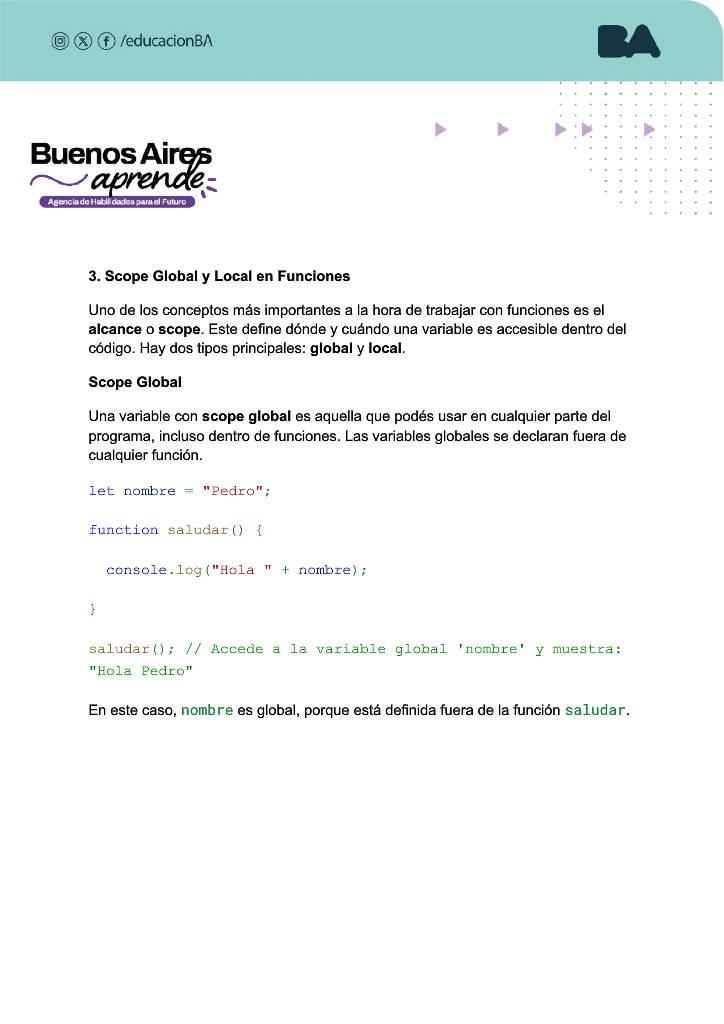 /educacionBA
BA
Buenos Aires
aprende
Agencia de Habilidades para el Futuro
3. Scope Global y Local en Funciones
Uno de los conceptos más importantes a la hora de trabajar con funciones es el
alcance o scope. Este define dónde y cuándo una variable es accesible dentro del
código. Hay dos tipos principales: global y local.
Scope Global
Una variable con scope global es aquella que podés usar en cualquier parte del
programa, incluso dentro de funciones. Las variables globales se declaran fuera de
cualquier función.
let nombre = "Pedro";
function saludar() {
  console.log("Hola " + nombre);
}
saludar(); // Accede a la variable global 'nombre' y muestra:
"Hola Pedro"
En este caso, nombre es global, porque está definida fuera de la función saludar.